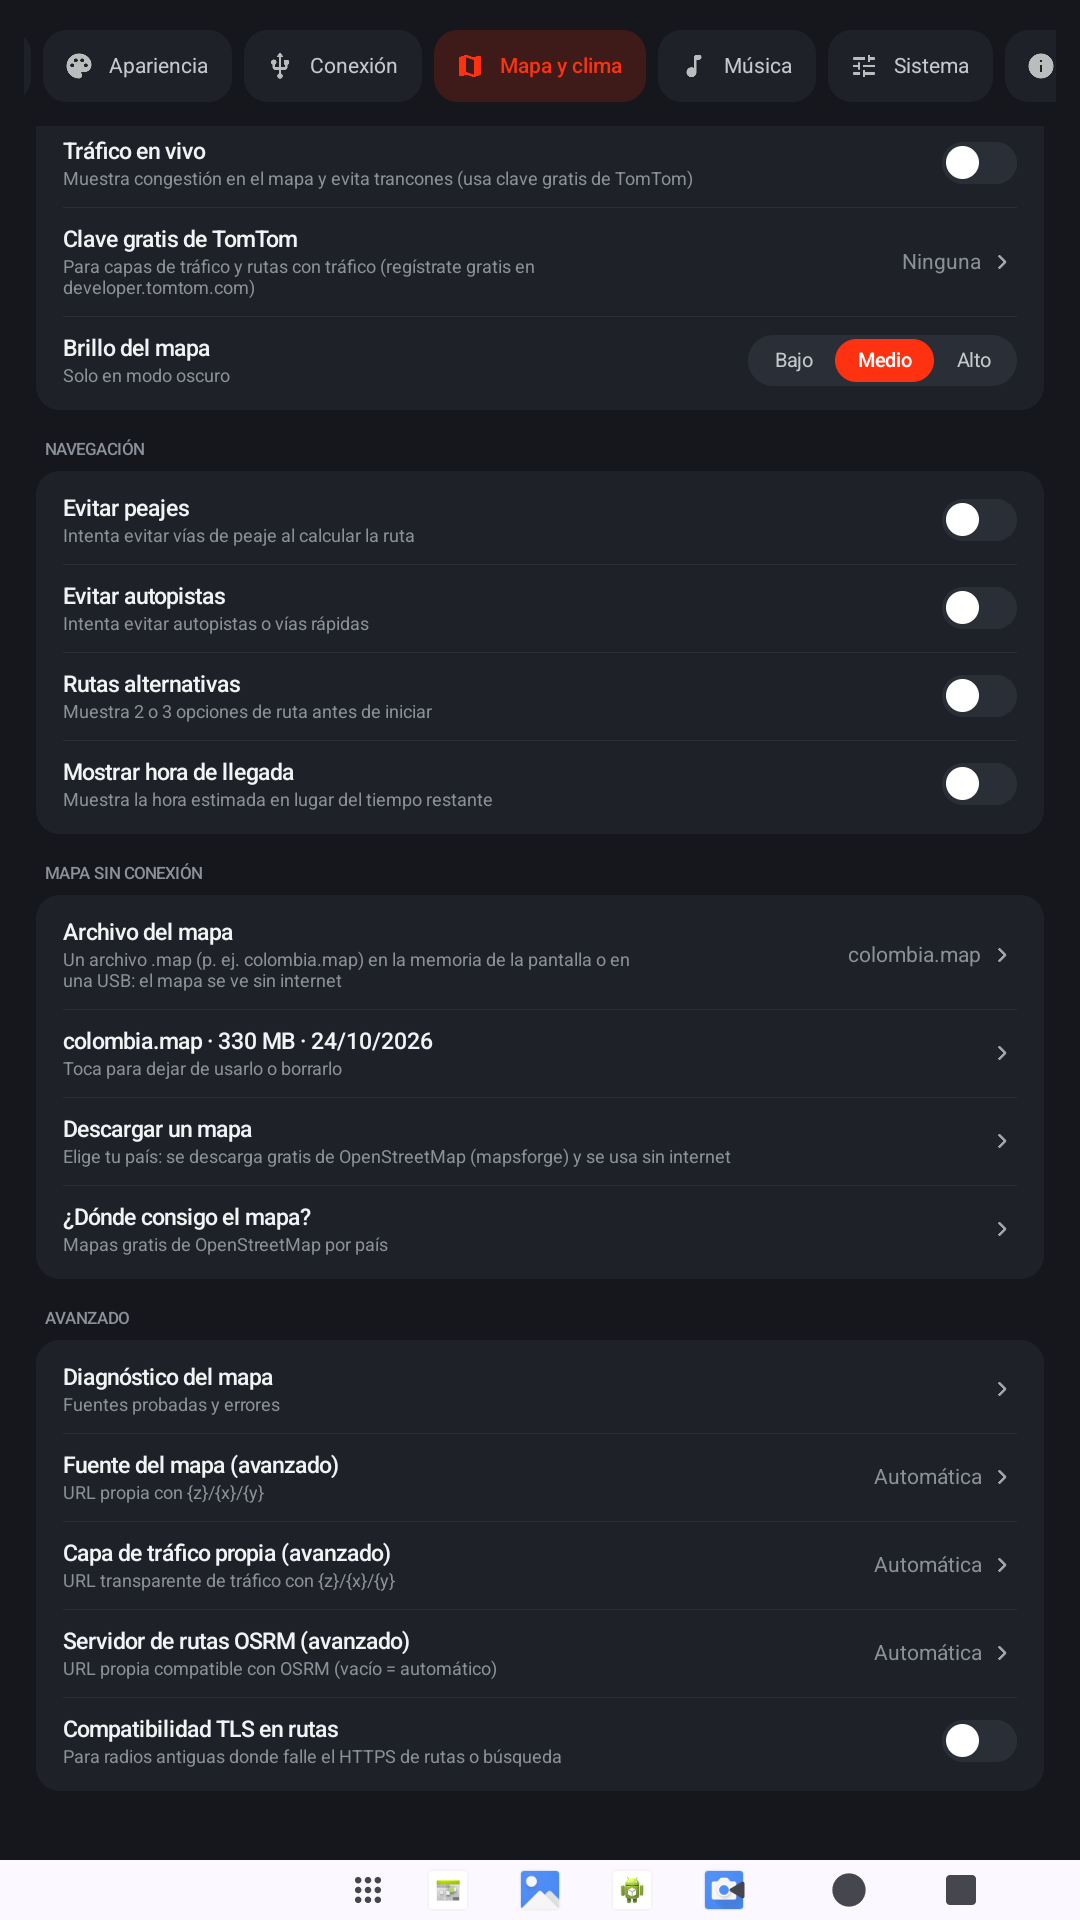 Apariencia
Conexión
Mapa y clima
Música
Sistema
Tráfico en vivo
Muestra congestión en el mapa y evita trancones (usa clave gratis de TomTom)
Clave gratis de TomTom
Para capas de tráfico y rutas con tráfico (regístrate gratis en
developer.tomtom.com)
Ninguna
Brillo del mapa
Solo en modo oscuro
Bajo
Medio
Alto
NAVEGACIÓN
Evitar peajes
Intenta evitar vías de peaje al calcular la ruta
Evitar autopistas
Intenta evitar autopistas o vías rápidas
Rutas alternativas
Muestra 2 o 3 opciones de ruta antes de iniciar
Mostrar hora de llegada
Muestra la hora estimada en lugar del tiempo restante
MAPA SIN CONEXIÓN
Archivo del mapa
Un archivo .map (p. ej. colombia.map) en la memoria de la pantalla o en
una USB: el mapa se ve sin internet
colombia.map
colombia.map · 330 MB · 24/10/2026
Toca para dejar de usarlo o borrarlo
Descargar un mapa
Elige tu país: se descarga gratis de OpenStreetMap (mapsforge) y se usa sin internet
¿Dónde consigo el mapa?
Mapas gratis de OpenStreetMap por país
AVANZADO
Diagnóstico del mapa
Fuentes probadas y errores
Fuente del mapa (avanzado)
URL propia con {z}/{x}/{y}
Automática
Capa de tráfico propia (avanzado)
URL transparente de tráfico con {z}/{x}/{y}
Automática
Servidor de rutas OSRM (avanzado)
URL propia compatible con OSRM (vacío = automático)
Automática
Compatibilidad TLS en rutas
Para radios antiguas donde falle el HTTPS de rutas o búsqueda